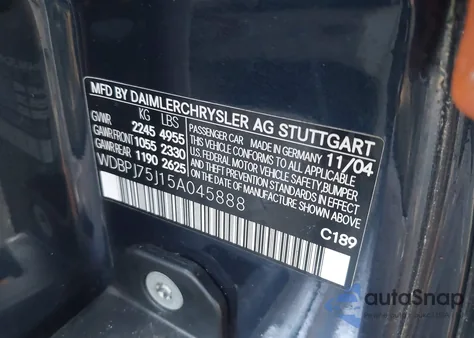 MFD BY DAIMLERCHRYSLER AG STUTTGART
KG LBS
GVWR 2245 4955
GAWR FRONT 1055 2330
GAWR REAR 1190 2625
PASSENGER CAR MADE IN GERMANY 11/04
THIS VEHICLE CONFORMS TO ALL APPLICABLE
U.S. FEDERAL MOTOR VEHICLE SAFETY, BUMPER
AND THEFT PREVENTION STANDARDS IN EFFECT
ON THE DATE OF MANUFACTURE SHOWN ABOVE
WDBPJ75J15A045888
C189
autoSnap